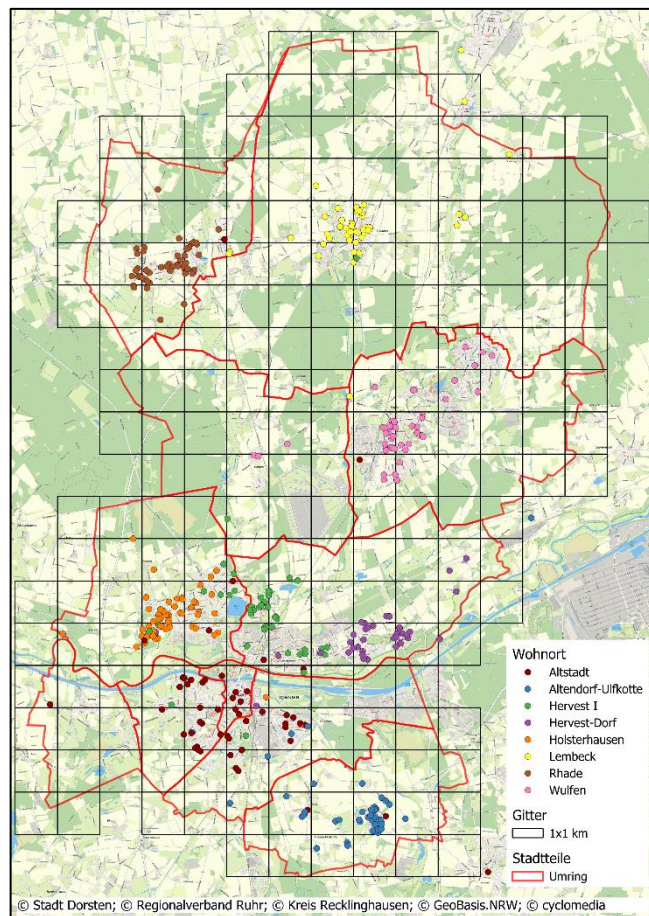 Wohnort
Altstadt
Altendorf-Ulfkotte
Hervest I
Hervest-Dorf
Holsterhausen
Lembeck
Rhade
Wulfen
Gitter
1x1 km
Stadtteile
Umring
© Stadt Dorsten; © Regionalverband Ruhr; © Kreis Recklinghausen; © GeoBasis.NRW; © cyclomedia